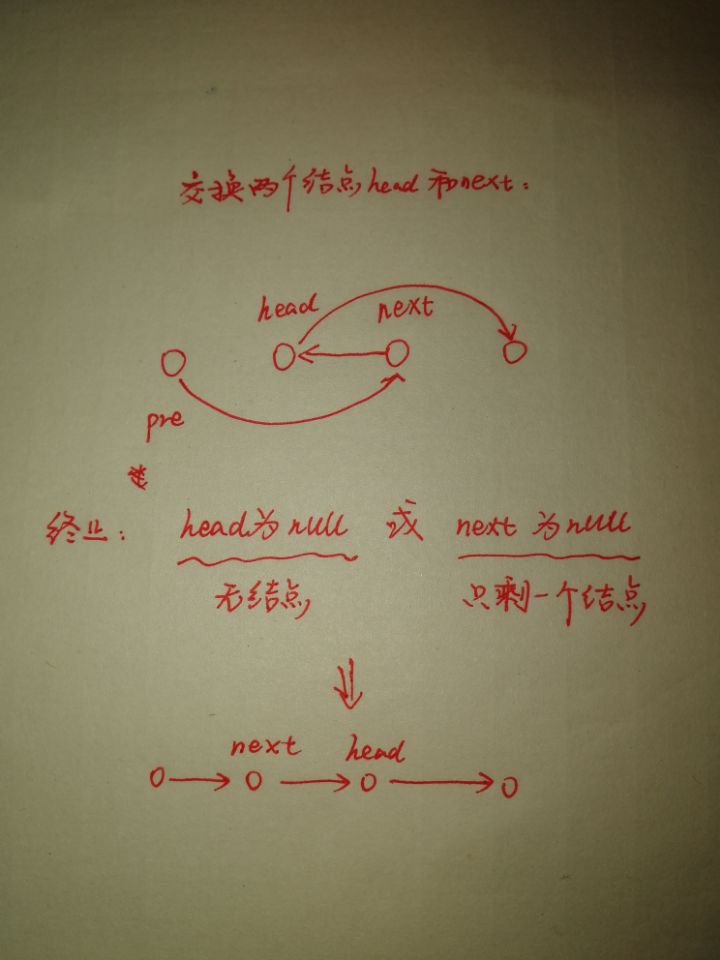 交换两个结点head和next：
head next
pre
终止： head为null 或 next为null
无结点 只剩一个结点
next head